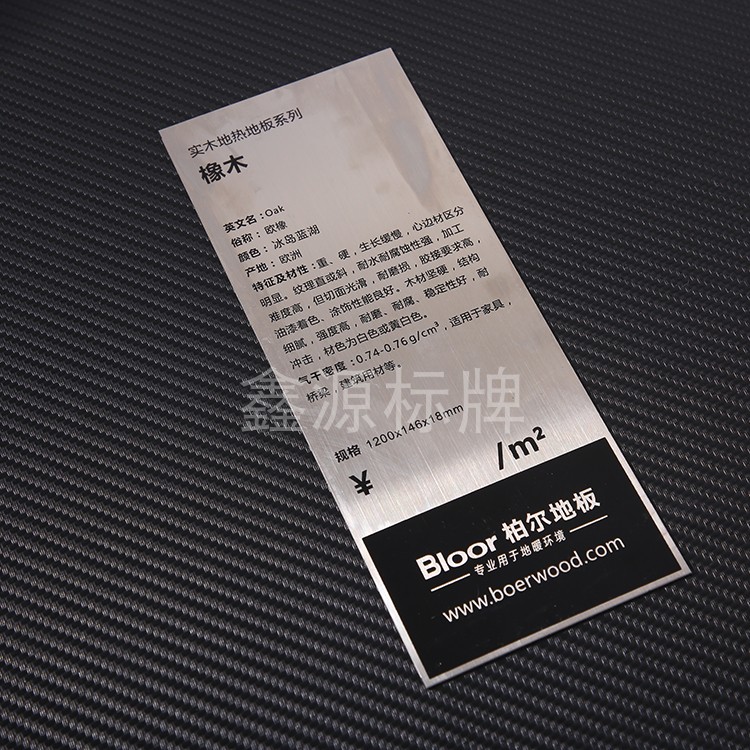 实木地热地板系列
橡木
英文名：Oak
俗称：欧橡
颜色：冰岛蓝湖
产地：欧洲
特征及材性：重、硬，生长缓慢，心边材区分
明显。纹理直或斜，耐水耐腐蚀性强，加工
难度高，但切面光滑，耐磨损，胶接要求高，
油漆着色、涂饰性能良好。木材坚硬，结构
细腻，强度高，耐磨、耐腐、稳定性好，耐
冲击，材色为白色或黄白色。
气干密度：0.74-0.76g/cm³，适用于家具，
桥梁，建筑用材等。
鑫源标牌
规格 1200x146x18mm
¥ /m²
Bloor 柏尔地板
专业用于地暖环境
www.boerwood.com